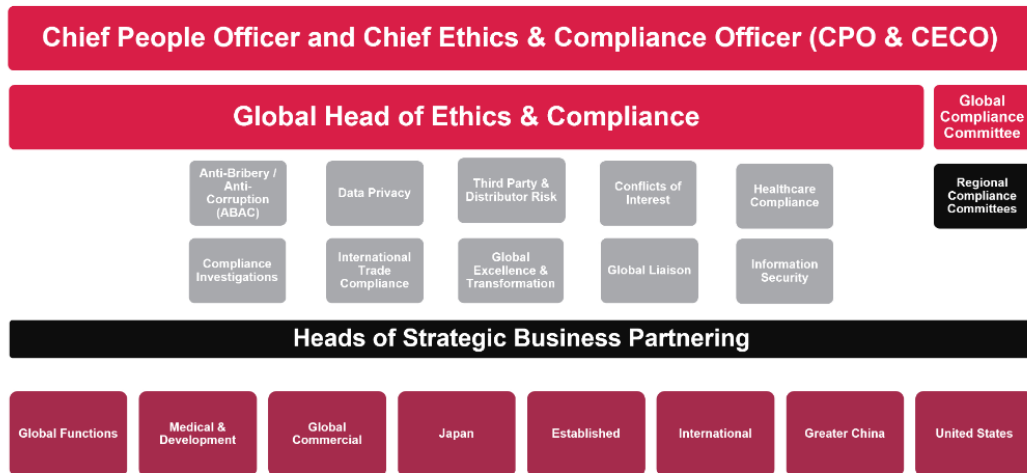 Chief People Officer and Chief Ethics & Compliance Officer (CPO & CECO)
Global Head of Ethics & Compliance
Global
Compliance
Committee
Anti-Bribery /
Anti-
Corruption
(ABAC)
Data Privacy
Third Party &
Distributor Risk
Conflicts of
Interest
Healthcare
Compliance
Regional
Compliance
Committees
Compliance
Investigations
International
Trade
Compliance
Global
Excellence &
Transformation
Global Liaison
Information
Security
Heads of Strategic Business Partnering
Global Functions
Medical &
Development
Global
Commercial
Japan
Established
International
Greater China
United States